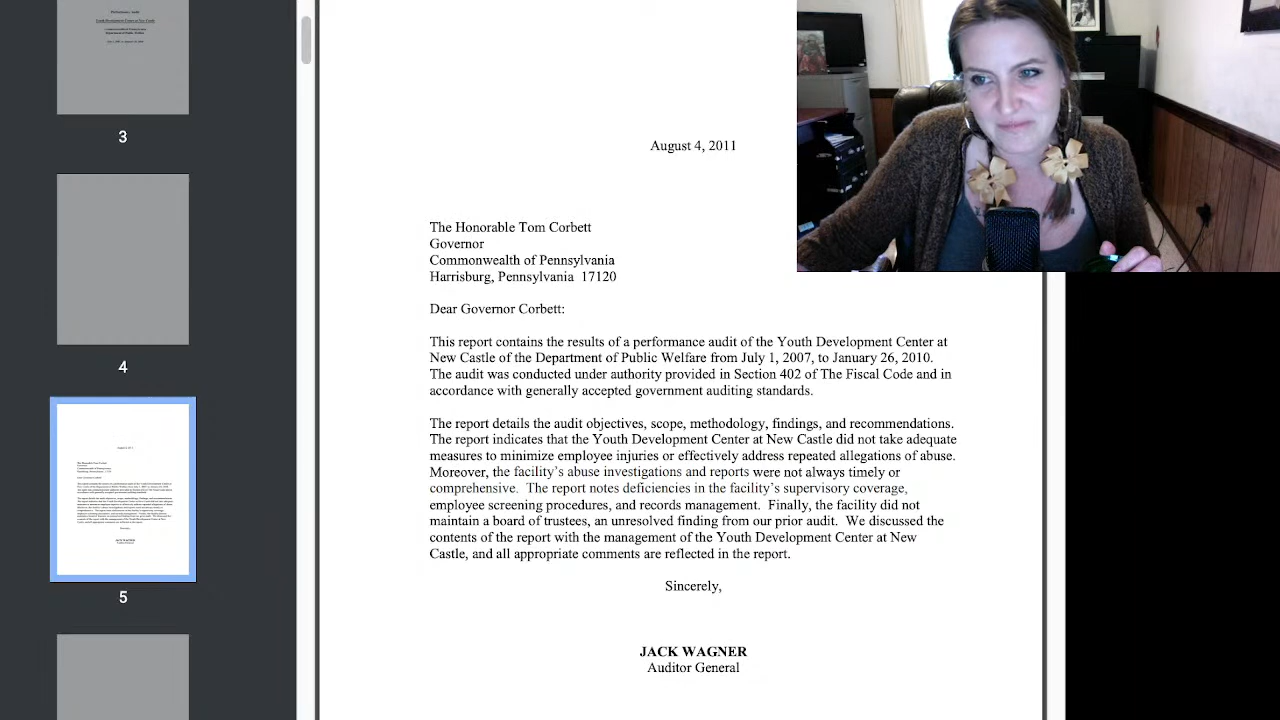 3
4
5
August 4, 2011
The Honorable Tom Corbett
Governor
Commonwealth of Pennsylvania
Harrisburg, Pennsylvania 17120
Dear Governor Corbett:
This report contains the results of a performance audit of the Youth Development Center at
New Castle of the Department of Public Welfare from July 1, 2007, to January 26, 2010.
The audit was conducted under authority provided in Section 402 of The Fiscal Code and in
accordance with generally accepted government auditing standards.
The report details the audit objectives, scope, methodology, findings, and recommendations.
The report indicates that the Youth Development Center at New Castle did not take adequate
measures to minimize employee injuries or effectively address repeated allegations of abuse.
Moreover, the facility's abuse investigations and reports were not always timely or
comprehensive. The report notes deficiencies in the facility's supervisory coverage,
employee screening procedures, and records management. Finally, the facility did not
maintain a board of trustees, an unresolved finding from our prior audit. We discussed the
contents of the report with the management of the Youth Development Center at New
Castle, and all appropriate comments are reflected in the report.
Sincerely,
JACK WAGNER
Auditor General